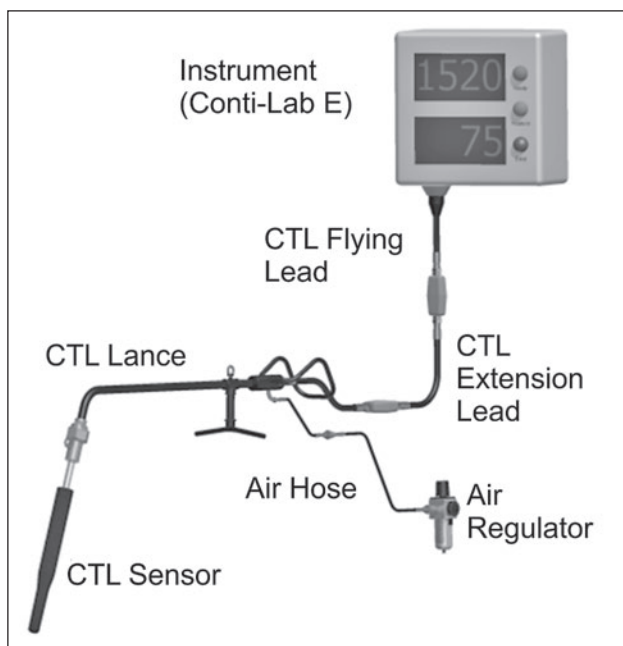 Instrument
(Conti-Lab E)
1520
75
CTL Flying
Lead
CTL Lance
CTL
Extension
Lead
Air Hose
Air
Regulator
CTL Sensor